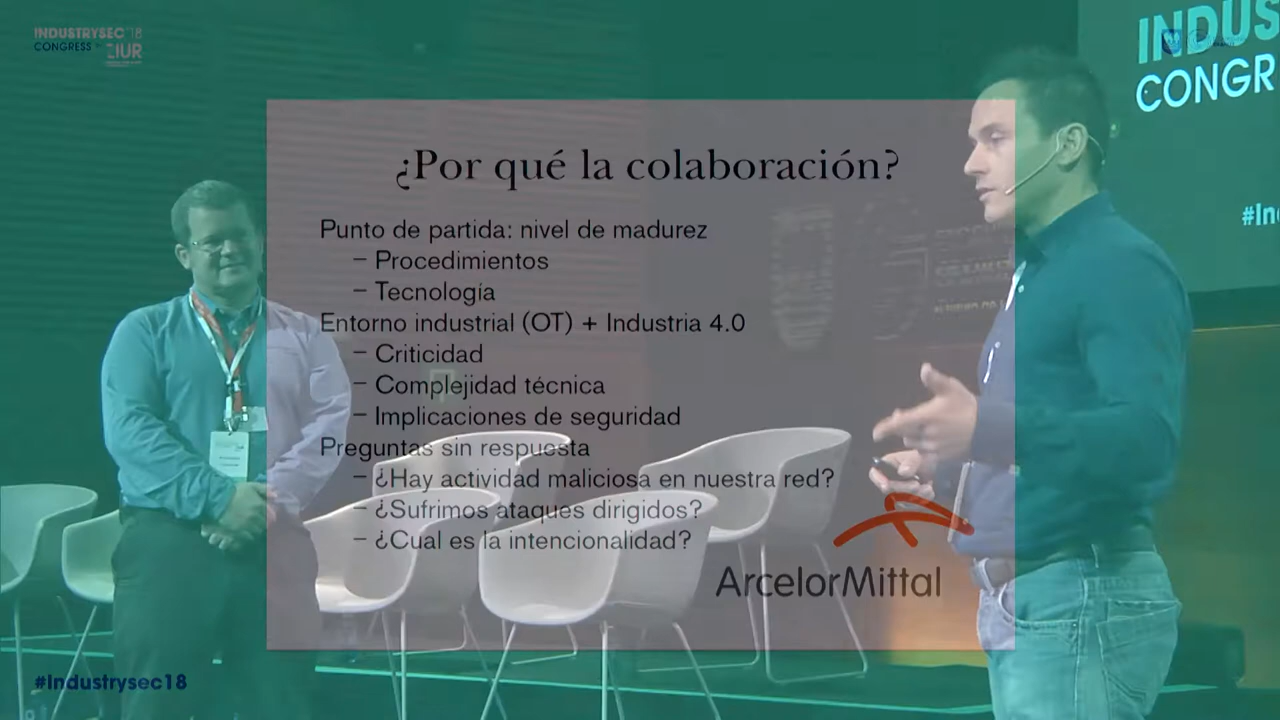 INDUSTRYSEC'18
CONGRESS
INDUS
CONGR
#In
¿Por qué la colaboración?
Punto de partida: nivel de madurez
– Procedimientos
– Tecnología
Entorno industrial (OT) + Industria 4.0
– Criticidad
– Complejidad técnica
– Implicaciones de seguridad
Preguntas sin respuesta
– ¿Hay actividad maliciosa en nuestra red?
– ¿Sufrimos ataques dirigidos?
– ¿Cual es la intencionalidad?
ArcelorMittal
#Industrysec18